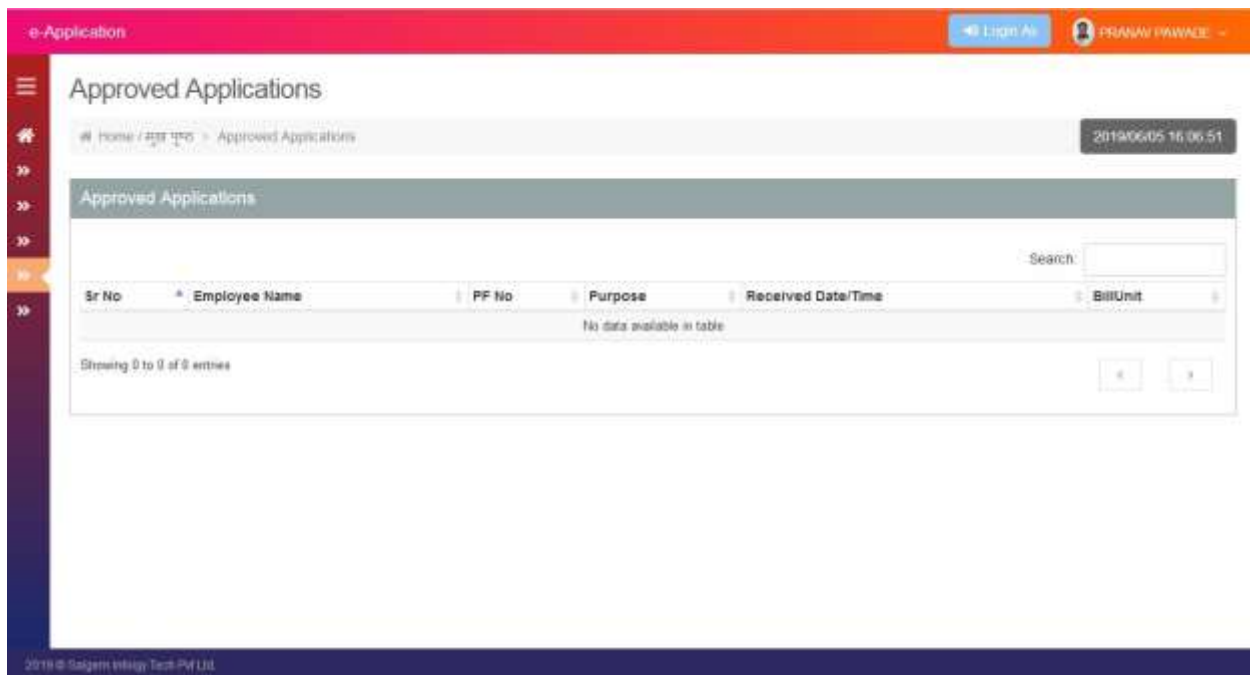 e-Application
Login As
PRANAV PAWADE
Approved Applications
Home / मुख पृष्ठ > Approved Applications
2019/06/05 16:06:51
Approved Applications
Search:
Sr No Employee Name PF No Purpose Received Date/Time BillUnit
No data available in table
Showing 0 to 0 of 0 entries
2019 © Tech Pvt Ltd.